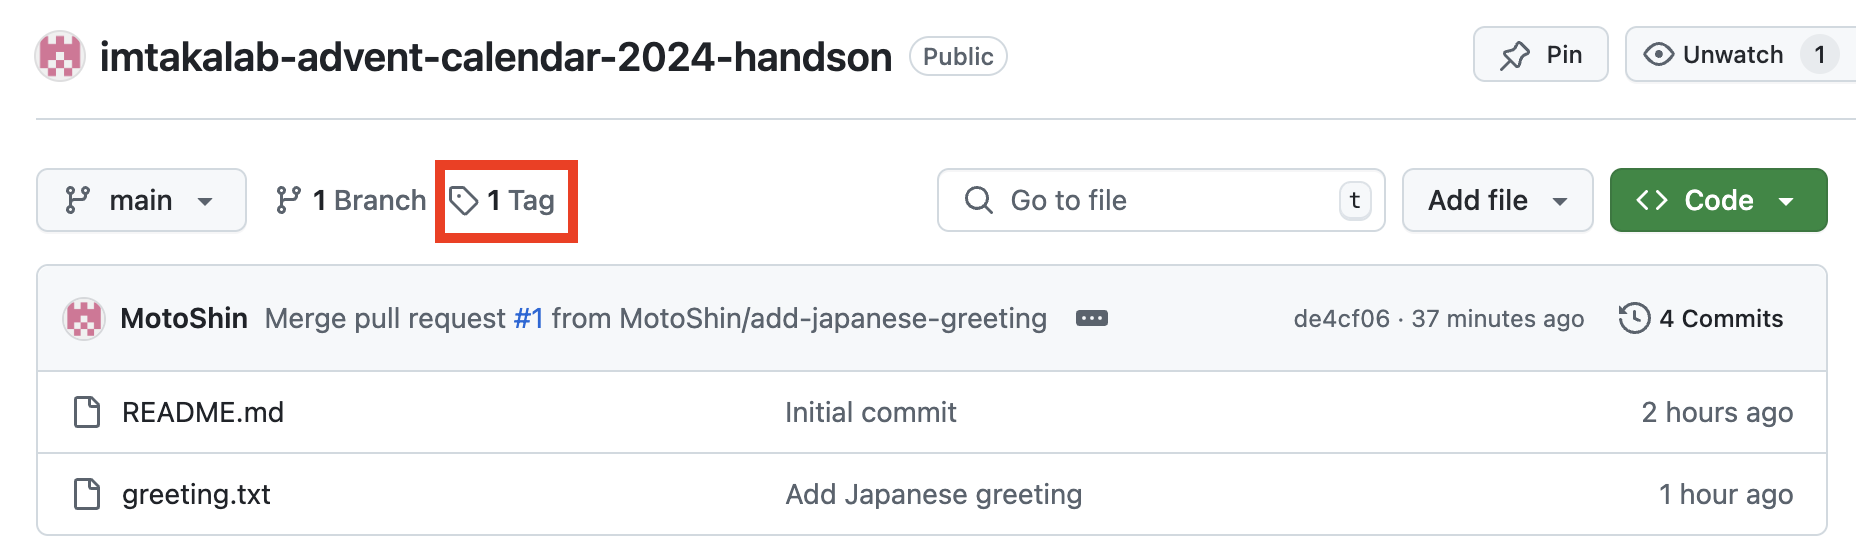 imtakalab-advent-calendar-2024-handson Public Pin Unwatch 1
main 1 Branch 1 Tag Go to file t Add file Code
MotoShin Merge pull request #1 from MotoShin/add-japanese-greeting de4cf06 · 37 minutes ago 4 Commits
README.md Initial commit 2 hours ago
greeting.txt Add Japanese greeting 1 hour ago